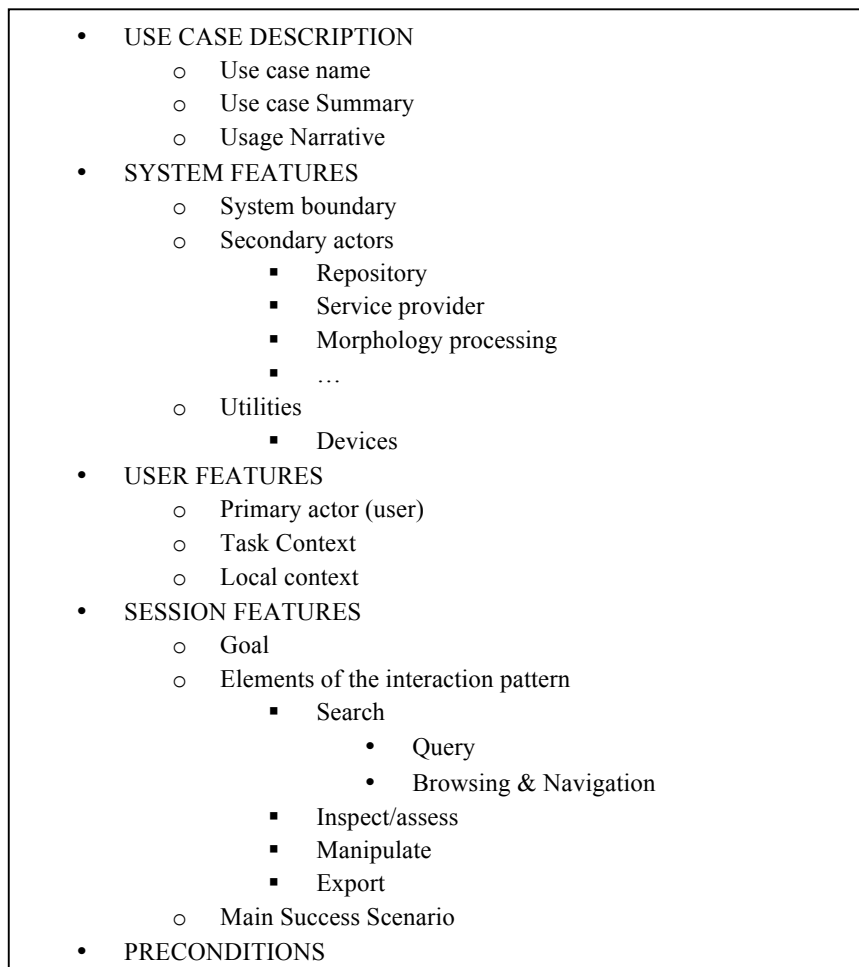 • USE CASE DESCRIPTION
o Use case name
o Use case Summary
o Usage Narrative
• SYSTEM FEATURES
o System boundary
o Secondary actors
▪ Repository
▪ Service provider
▪ Morphology processing
▪ …
o Utilities
▪ Devices
• USER FEATURES
o Primary actor (user)
o Task Context
o Local context
• SESSION FEATURES
o Goal
o Elements of the interaction pattern
▪ Search
• Query
• Browsing & Navigation
▪ Inspect/assess
▪ Manipulate
▪ Export
o Main Success Scenario
• PRECONDITIONS